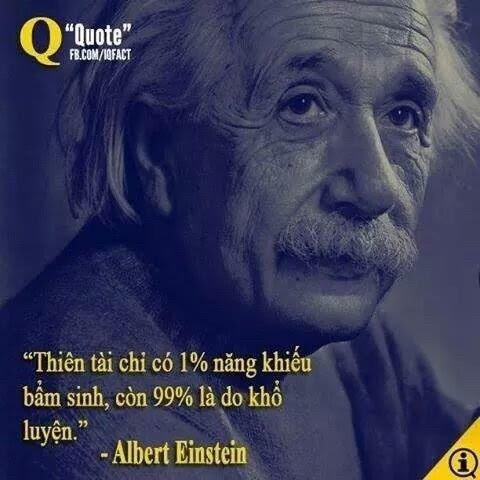 Q “Quote”
FB.COM/IQFACT
“Thiên tài chỉ có 1% năng khiếu
bẩm sinh, còn 99% là do khổ
luyện.”
- Albert Einstein
i